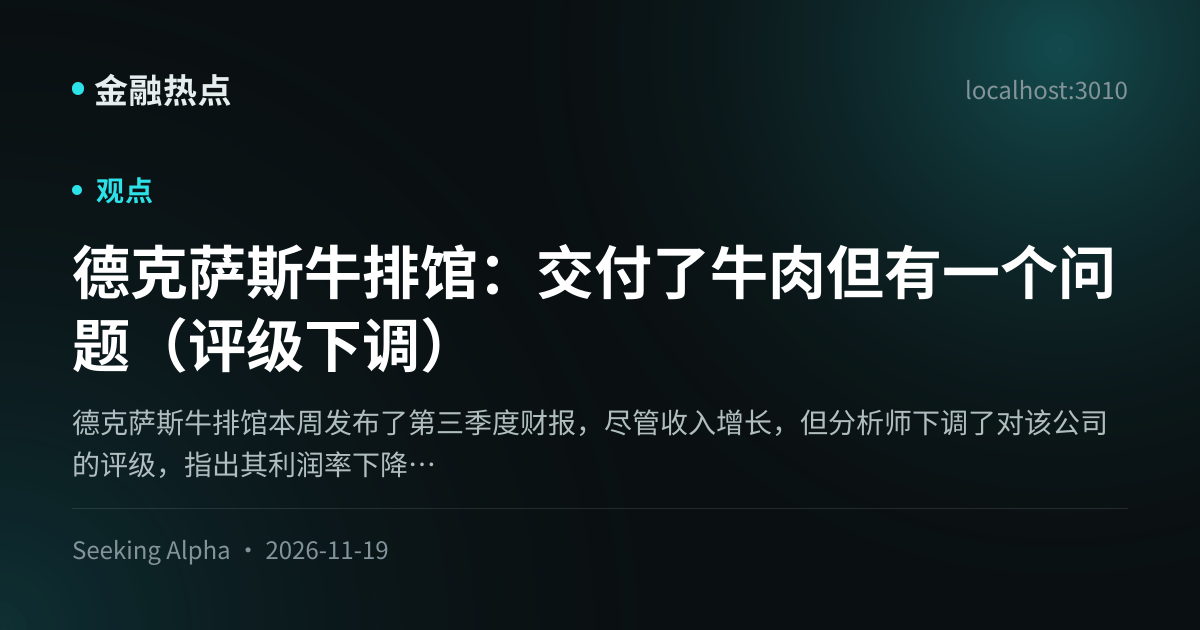 金融热点
localhost:3010
观点
德克萨斯牛排馆：交付了牛肉但有一个问
题（评级下调）
德克萨斯牛排馆本周发布了第三季度财报，尽管收入增长，但分析师下调了对该公司
的评级，指出其利润率下降…
Seeking Alpha · 2026-11-19